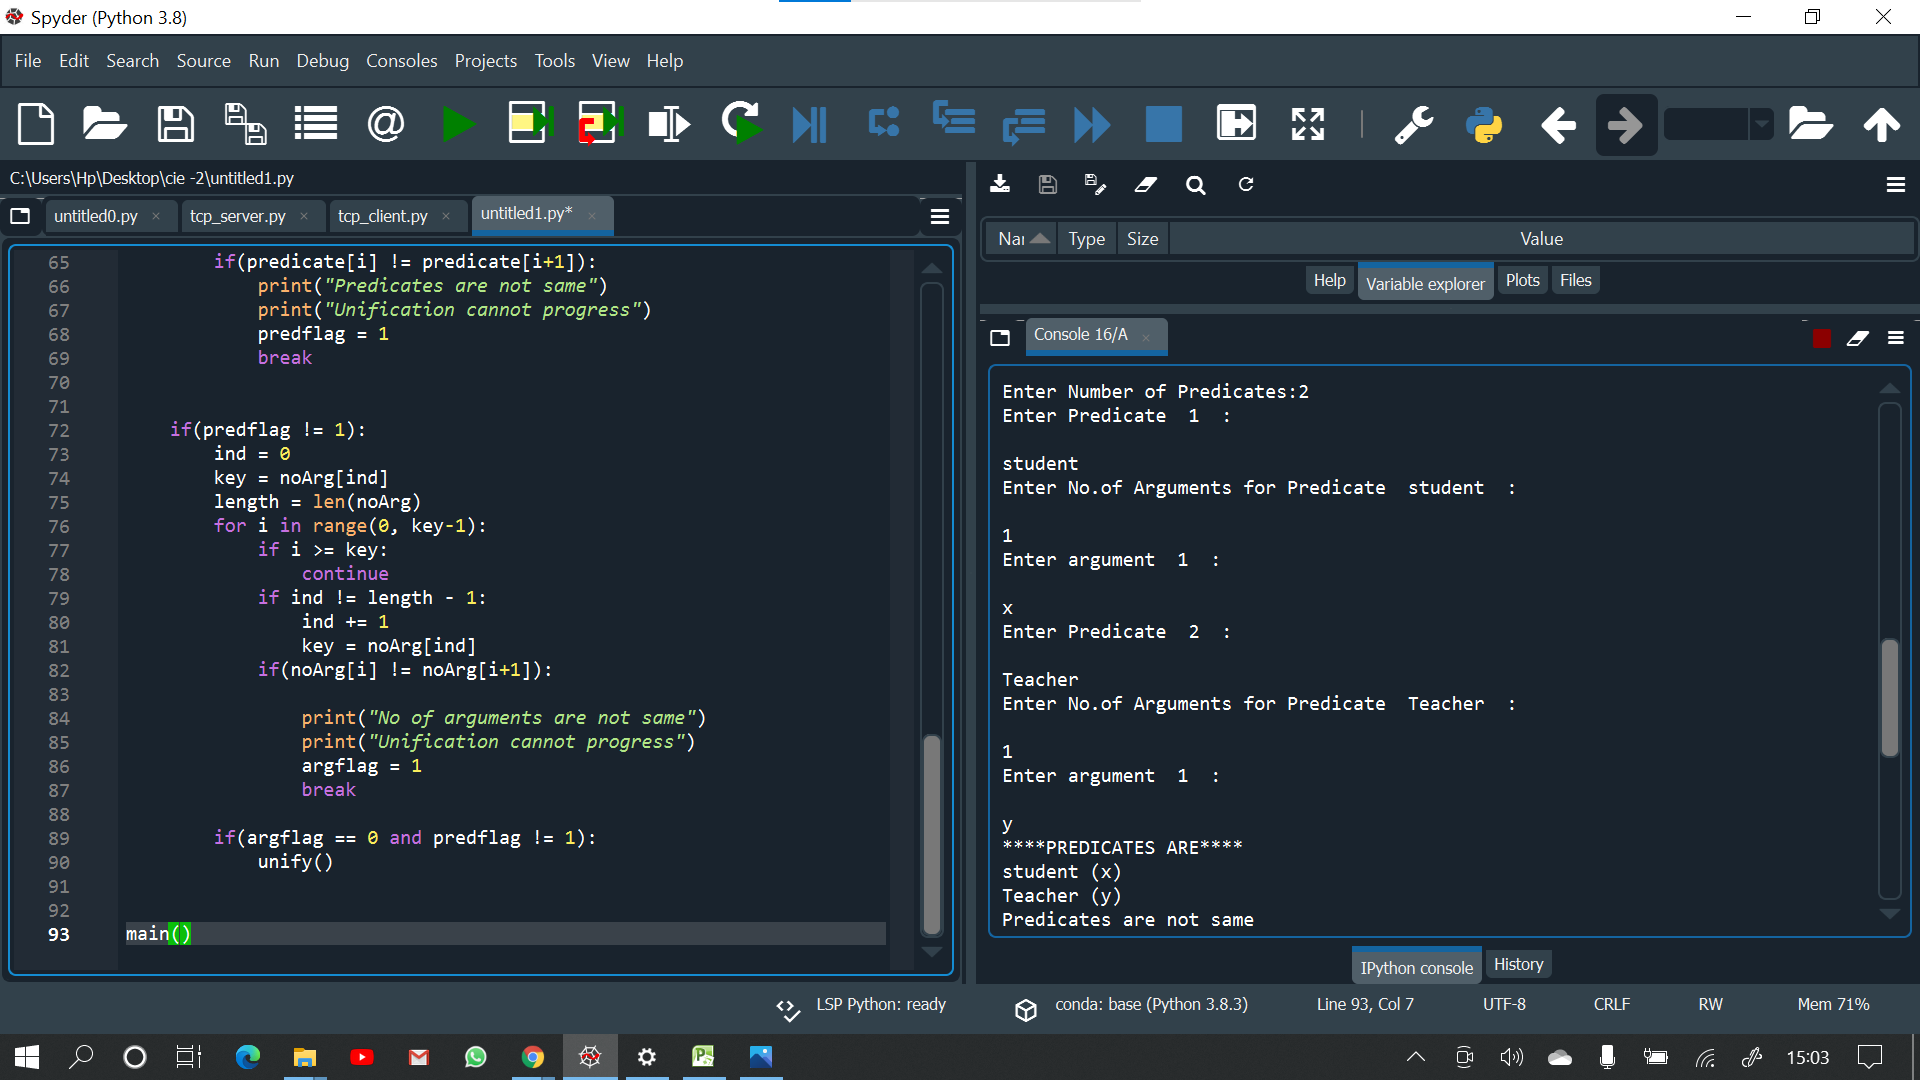 Spyder (Python 3.8)
File Edit Search Source Run Debug Consoles Projects Tools View Help
C:\Users\Hp\Desktop\cie -2\untitled1.py
untitled0.py tcp_server.py tcp_client.py untitled1.py*
65 if(predicate[i] != predicate[i+1]):
66 print("Predicates are not same")
67 print("Unification cannot progress")
68 predflag = 1
69 break
70
71
72 if(predflag != 1):
73 ind = 0
74 key = noArg[ind]
75 length = len(noArg)
76 for i in range(0, key-1):
77 if i >= key:
78 continue
79 if ind != length - 1:
80 ind += 1
81 key = noArg[ind]
82 if(noArg[i] != noArg[i+1]):
83
84 print("No of arguments are not same")
85 print("Unification cannot progress")
86 argflag = 1
87 break
88
89 if(argflag == 0 and predflag != 1):
90 unify()
91
92
93 main()
Nar Type Size Value
Help Variable explorer Plots Files
Console 16/A
Enter Number of Predicates:2
Enter Predicate 1 :
student
Enter No.of Arguments for Predicate student :
1
Enter argument 1 :
x
Enter Predicate 2 :
Teacher
Enter No.of Arguments for Predicate Teacher :
1
Enter argument 1 :
y
****PREDICATES ARE****
student (x)
Teacher (y)
Predicates are not same
IPython console History
LSP Python: ready conda: base (Python 3.8.3) Line 93, Col 7 UTF-8 CRLF RW Mem 71%
15:03